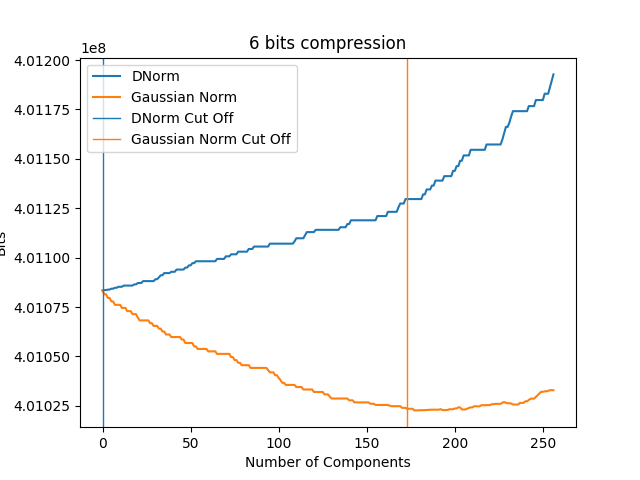 6 bits compression
1e8
4.01200
4.01175
4.01150
4.01125
4.01100
4.01075
4.01050
4.01025
Bits
DNorm
Gaussian Norm
DNorm Cut Off
Gaussian Norm Cut Off
0 50 100 150 200 250
Number of Components